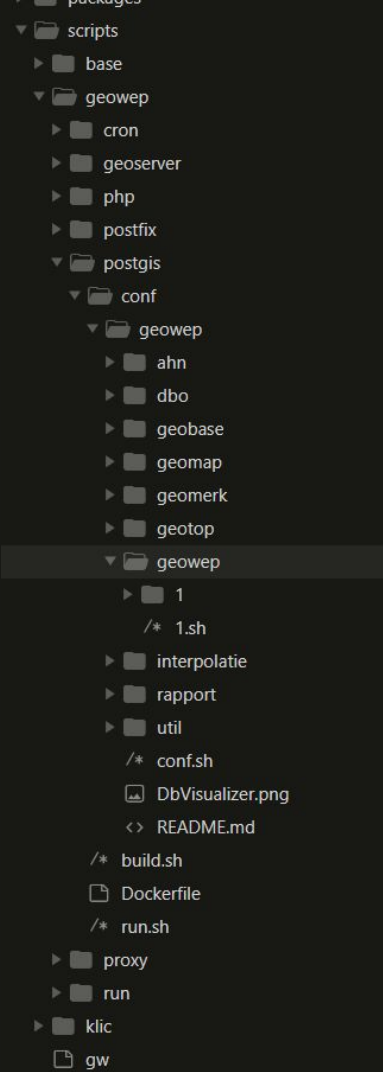 packages
scripts
base
geowep
cron
geoserver
php
postfix
postgis
conf
geowep
ahn
dbo
geobase
geomap
geomerk
geotop
geowep
1
/* 1.sh
interpolatie
rapport
util
/* conf.sh
DbVisualizer.png
<> README.md
/* build.sh
Dockerfile
/* run.sh
proxy
run
klic
gw